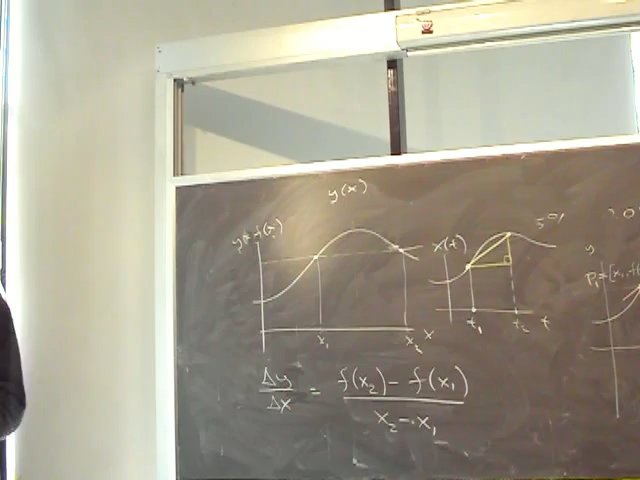 y(x)
y = f(x)
x₁ x₂ x
x(t)
t₁ t₂ t
y
Δy/Δx = (f(x₂) - f(x₁))/(x₂ - x₁)